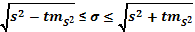 √(s² − tm_{s²}) ≤ σ ≤ √(s² + tm_{s²})